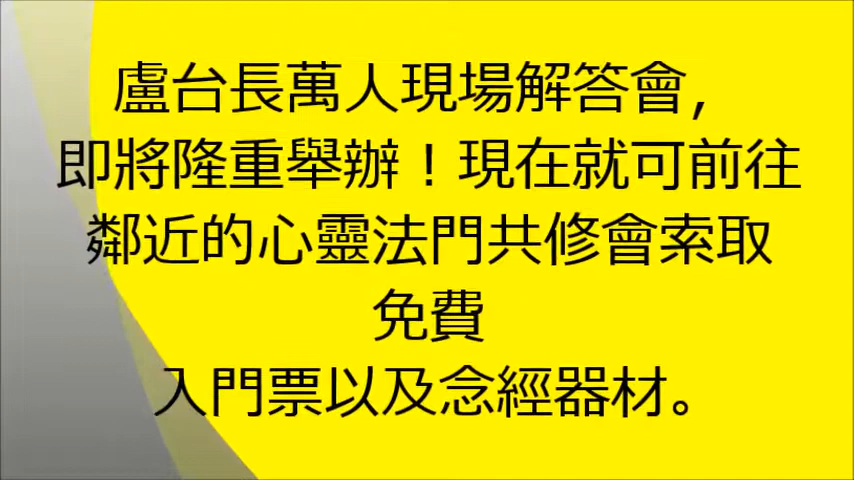 盧台長萬人現場解答會，
即將隆重舉辦！現在就可前往
鄰近的心靈法門共修會索取
免費
入門票以及念經器材。